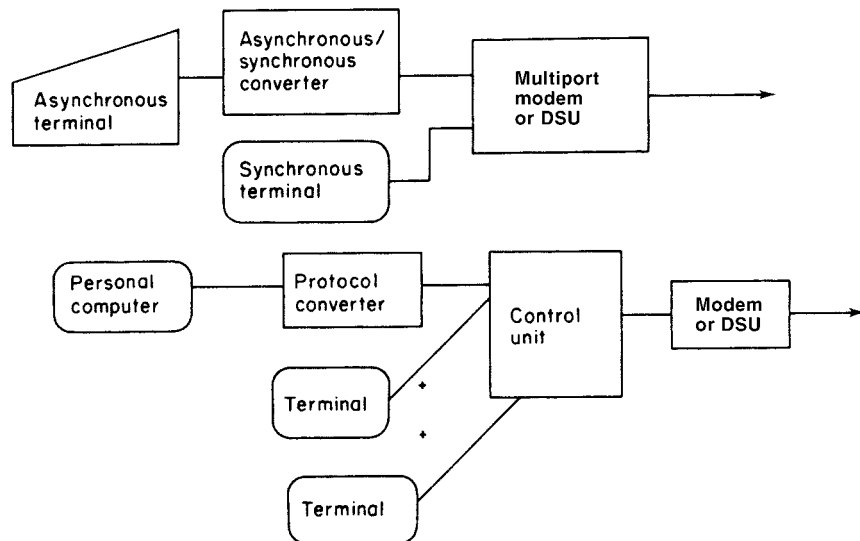 Asynchronous/
synchronous
converter
Asynchronous
terminal
Multiport
modem
or DSU
Synchronous
terminal
Personal
computer
Protocol
converter
Control
unit
Modem
or DSU
Terminal
Terminal